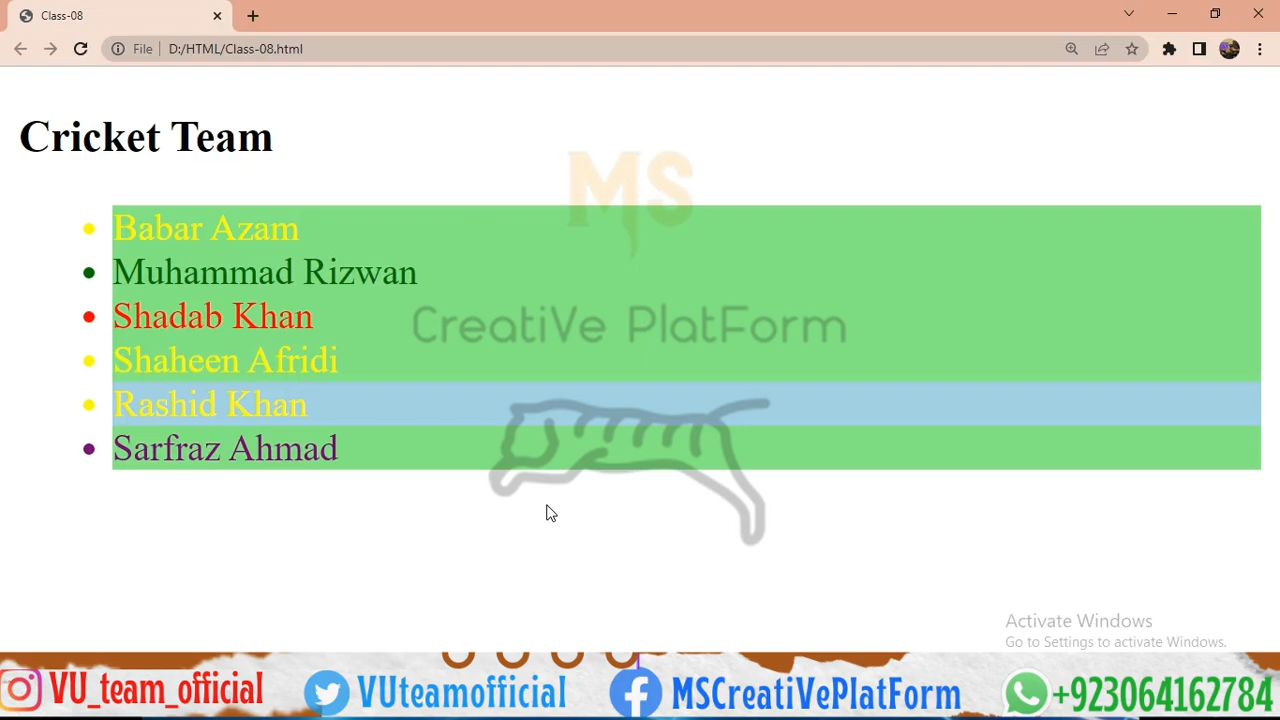 Class-08
File D:/HTML/Class-08.html
Cricket Team
MS
Babar Azam
Muhammad Rizwan
Shadab Khan
CreatiVe PlatForm
Shaheen Afridi
Rashid Khan
Sarfraz Ahmad
Activate Windows
Go to Settings to activate Windows.
VU_team_official VUteamofficial MSCreatiVePlatForm +923064162784